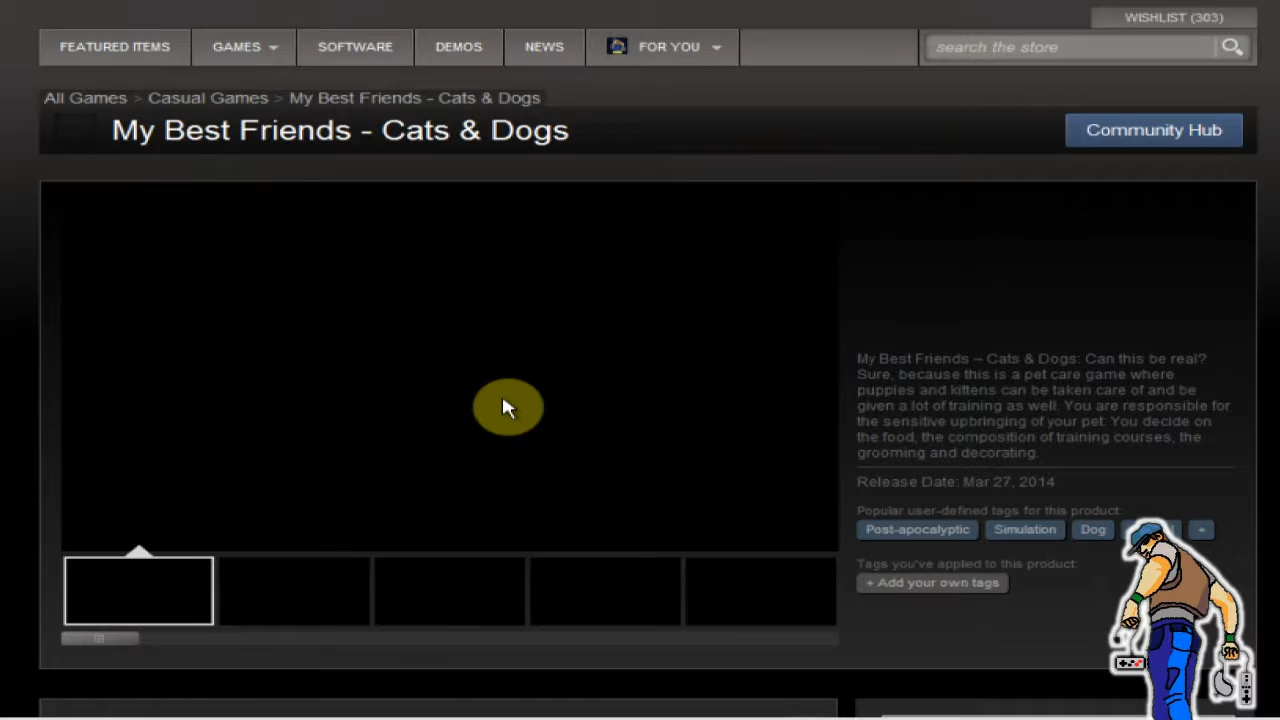 WISHLIST (303)
FEATURED ITEMS GAMES SOFTWARE DEMOS NEWS FOR YOU search the store
All Games > Casual Games > My Best Friends - Cats & Dogs
My Best Friends - Cats & Dogs
Community Hub
My Best Friends – Cats & Dogs: Can this be real?
Sure, because this is a pet care game where
puppies and kittens can be taken care of and be
given a lot of training as well. You are responsible for
the sensitive upbringing of your pet: You decide on
the food, the composition of training courses, the
grooming and decorating.
Release Date: Mar 27, 2014
Popular user-defined tags for this product:
Post-apocalyptic Simulation Dog +
Tags you've applied to this product:
+ Add your own tags